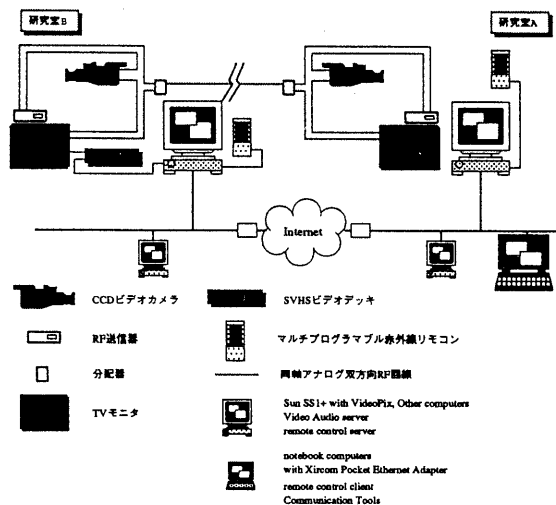 研究室B
研究室A
Internet
CCDビデオカメラ
SVHSビデオデッキ
RF送信器
マルチプログラマブル赤外線リモコン
分配器
同軸アナログ双方向RF回線
TVモニタ
Sun SS1+ with VideoPix, Other computers
Video Audio server
remote control server
notebook computers
with Xircom Pocket Ethernet Adapter
remote control client
Communication Tools